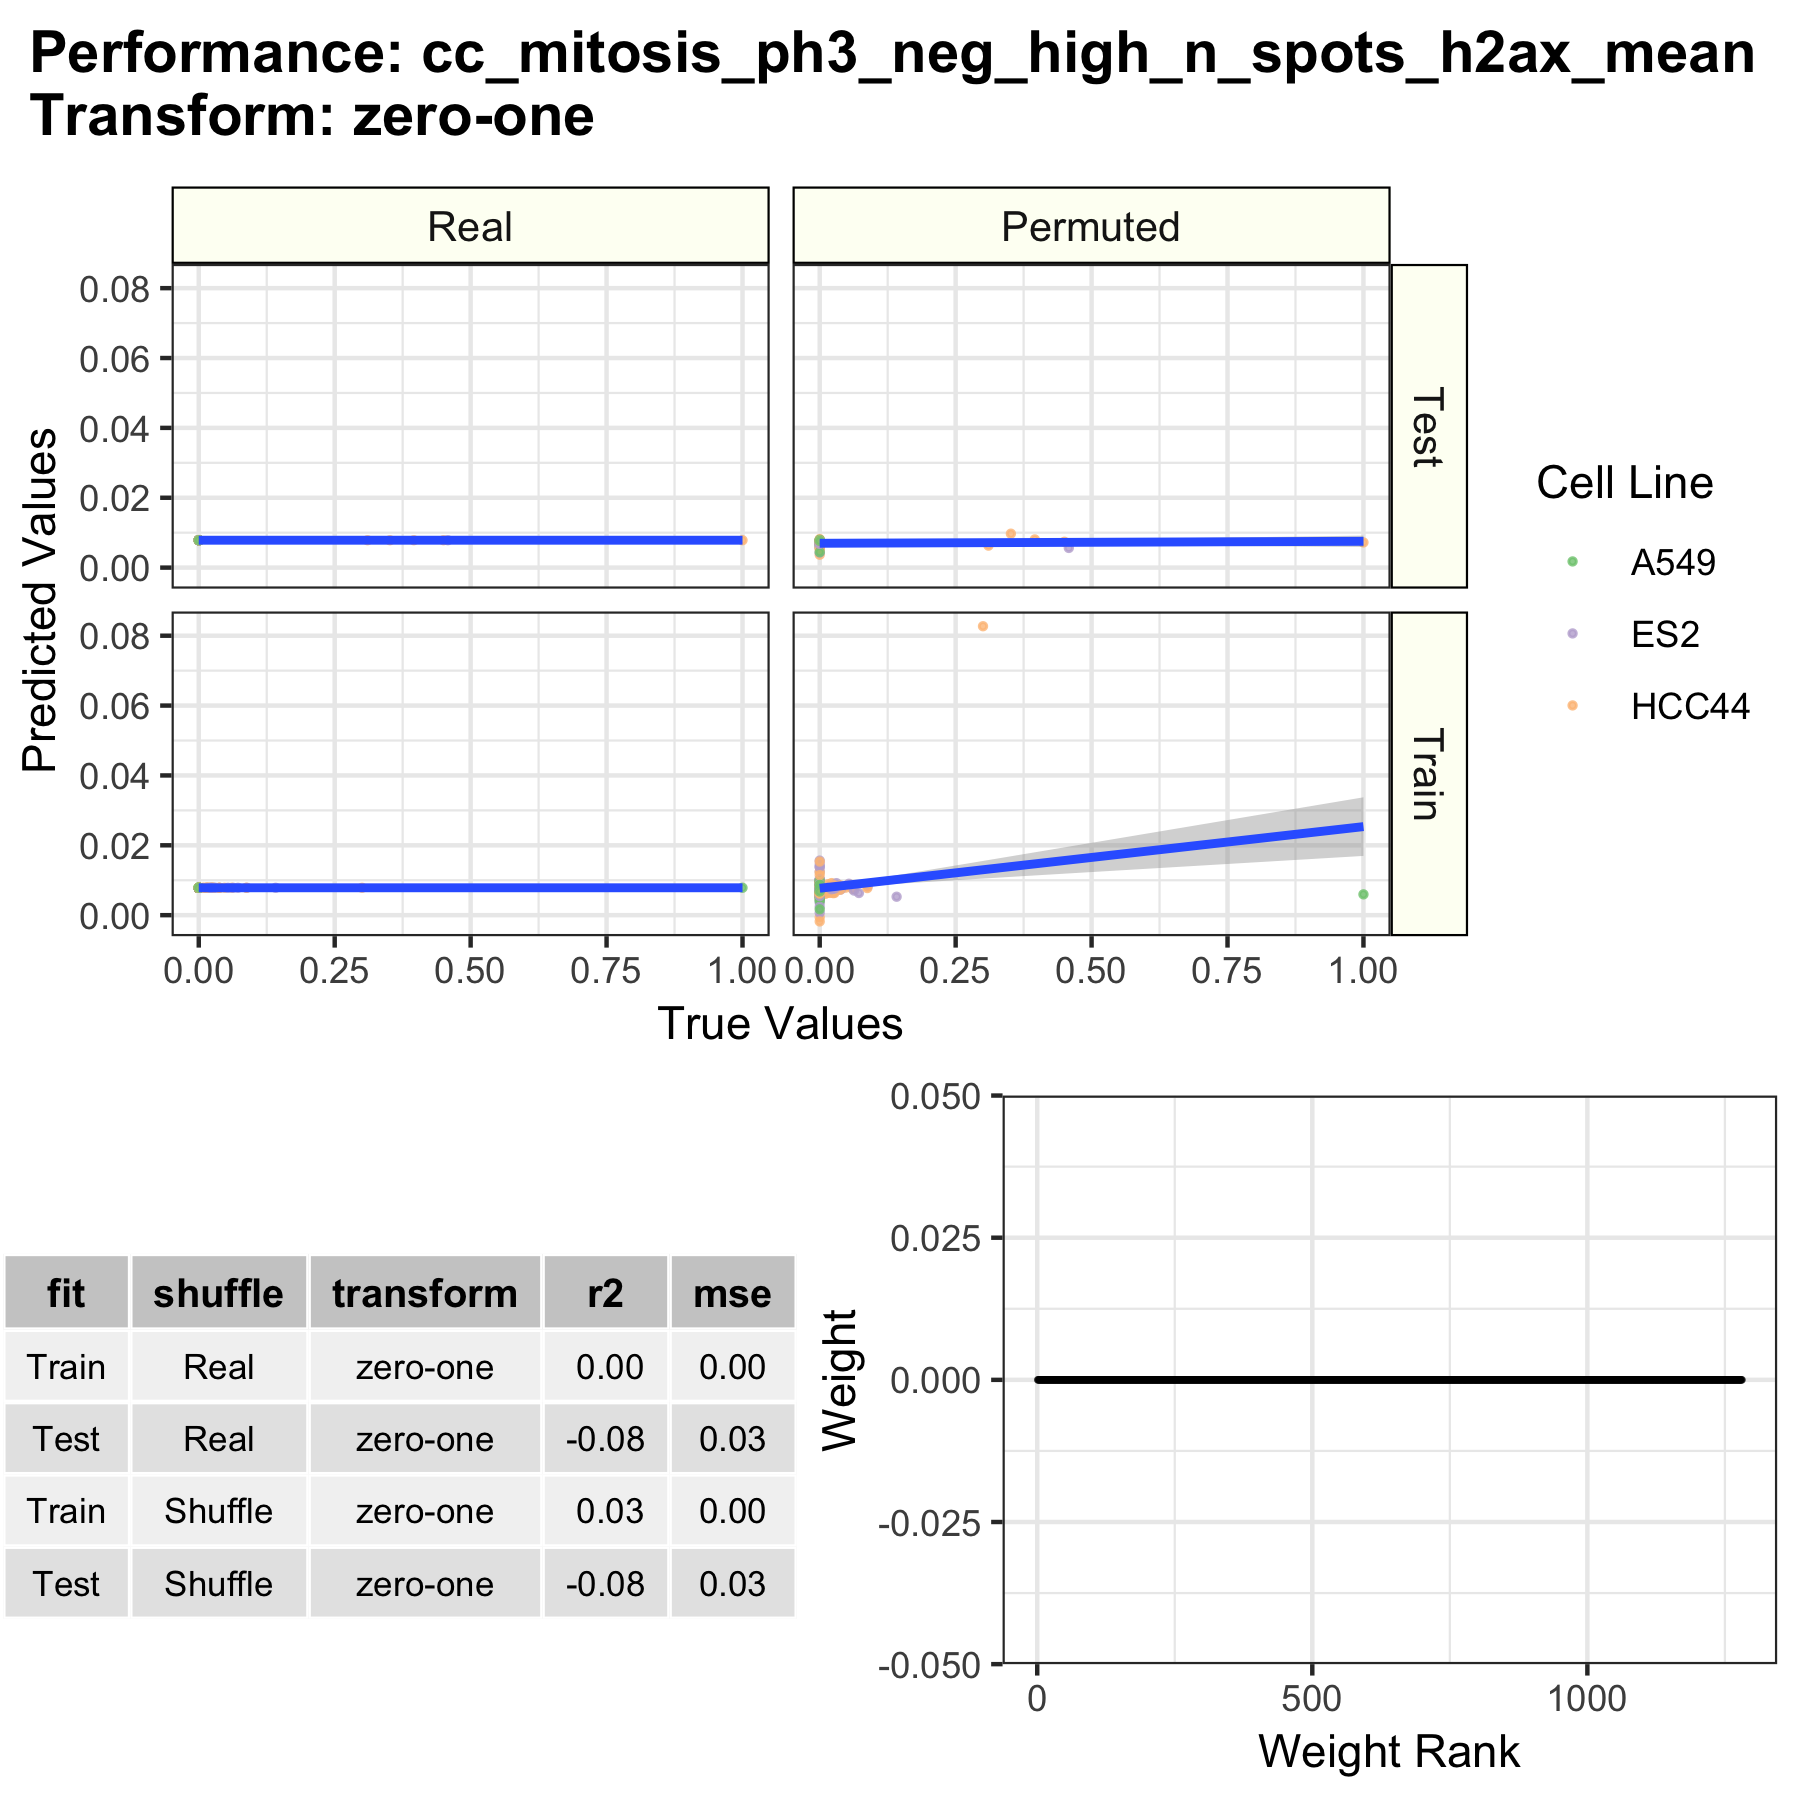 Performance: cc_mitosis_ph3_neg_high_n_spots_h2ax_mean
Transform: zero-one
Real
Permuted
0.08
0.06
0.04
0.02
0.00
Test
0.08
0.06
0.04
0.02
0.00
Train
Predicted Values
0.00 0.25 0.50 0.75 1.00 0.00 0.25 0.50 0.75 1.00
True Values
Cell Line
A549
ES2
HCC44
fit shuffle transform r2 mse
Train Real zero-one 0.00 0.00
Test Real zero-one -0.08 0.03
Train Shuffle zero-one 0.03 0.00
Test Shuffle zero-one -0.08 0.03
Weight
0.050
0.025
0.000
-0.025
-0.050
0 500 1000
Weight Rank